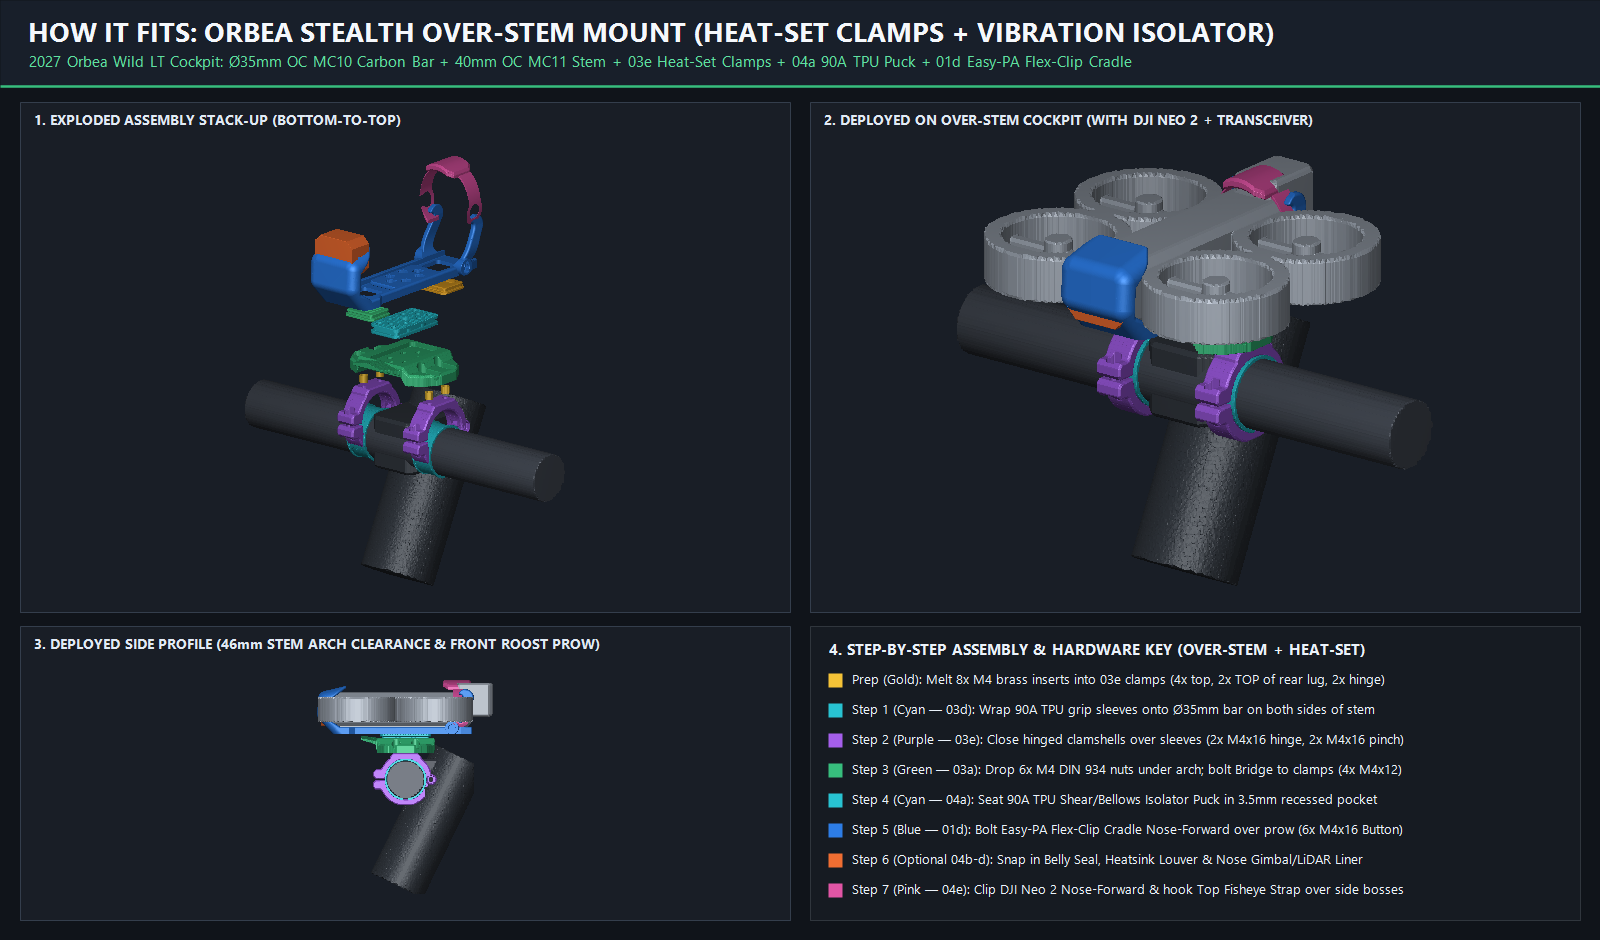 HOW IT FITS: ORBEA STEALTH OVER-STEM MOUNT (HEAT-SET CLAMPS + VIBRATION ISOLATOR)
2027 Orbea Wild LT Cockpit: Ø35mm OC MC10 Carbon Bar + 40mm OC MC11 Stem + 03e Heat-Set Clamps + 04a 90A TPU Puck + 01d Easy-PA Flex-Clip Cradle
1. EXPLODED ASSEMBLY STACK-UP (BOTTOM-TO-TOP)
2. DEPLOYED ON OVER-STEM COCKPIT (WITH DJI NEO 2 + TRANSCEIVER)
3. DEPLOYED SIDE PROFILE (46mm STEM ARCH CLEARANCE & FRONT ROOST PROW)
4. STEP-BY-STEP ASSEMBLY & HARDWARE KEY (OVER-STEM + HEAT-SET)
Prep (Gold): Melt 8x M4 brass inserts into 03e clamps (4x top, 2x TOP of rear lug, 2x hinge)
Step 1 (Cyan — 03d): Wrap 90A TPU grip sleeves onto Ø35mm bar on both sides of stem
Step 2 (Purple — 03e): Close hinged clamshells over sleeves (2x M4x16 hinge, 2x M4x16 pinch)
Step 3 (Green — 03a): Drop 6x M4 DIN 934 nuts under arch; bolt Bridge to clamps (4x M4x12)
Step 4 (Cyan — 04a): Seat 90A TPU Shear/Bellows Isolator Puck in 3.5mm recessed pocket
Step 5 (Blue — 01d): Bolt Easy-PA Flex-Clip Cradle Nose-Forward over prow (6x M4x16 Button)
Step 6 (Optional 04b-d): Snap in Belly Seal, Heatsink Louver & Nose Gimbal/LiDAR Liner
Step 7 (Pink — 04e): Clip DJI Neo 2 Nose-Forward & hook Top Fisheye Strap over side bosses